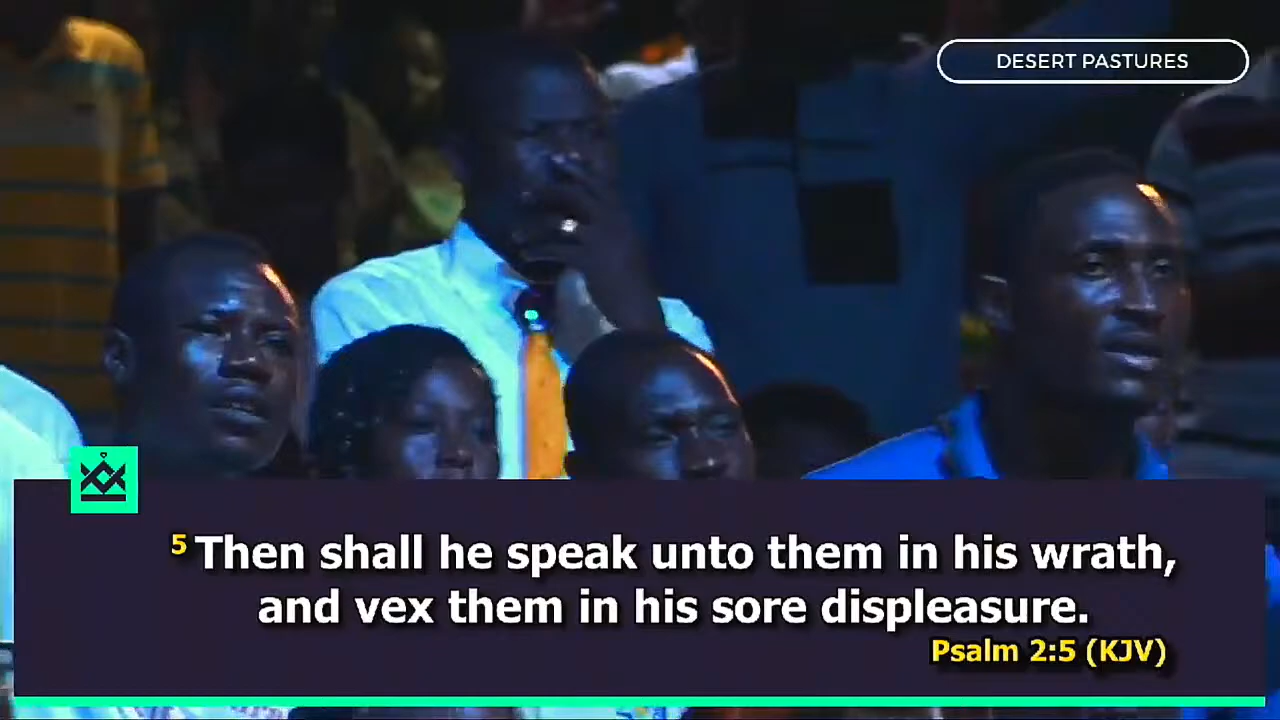 DESERT PASTURES
5 Then shall he speak unto them in his wrath,
and vex them in his sore displeasure.
Psalm 2:5 (KJV)